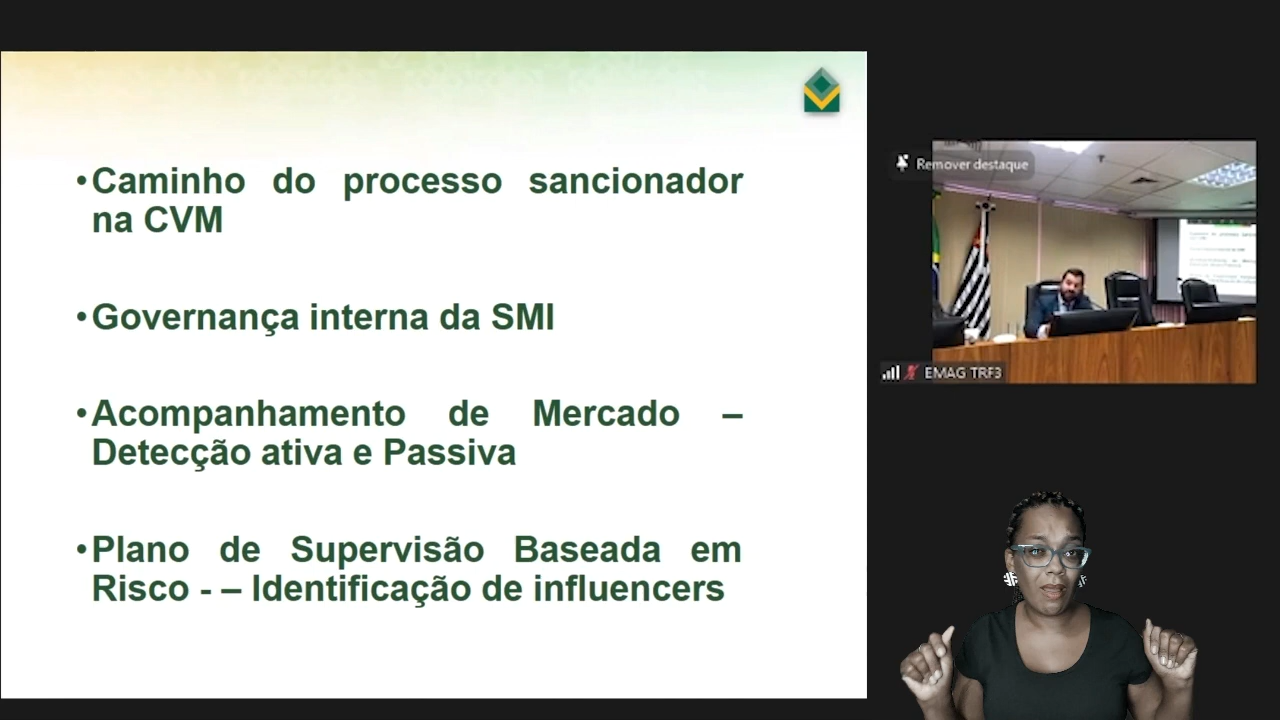 •Caminho do processo sancionador
na CVM
•Governança interna da SMI
•Acompanhamento de Mercado –
Detecção ativa e Passiva
•Plano de Supervisão Baseada em
Risco - – Identificação de influencers
Remover destaque
EMAG TRF3